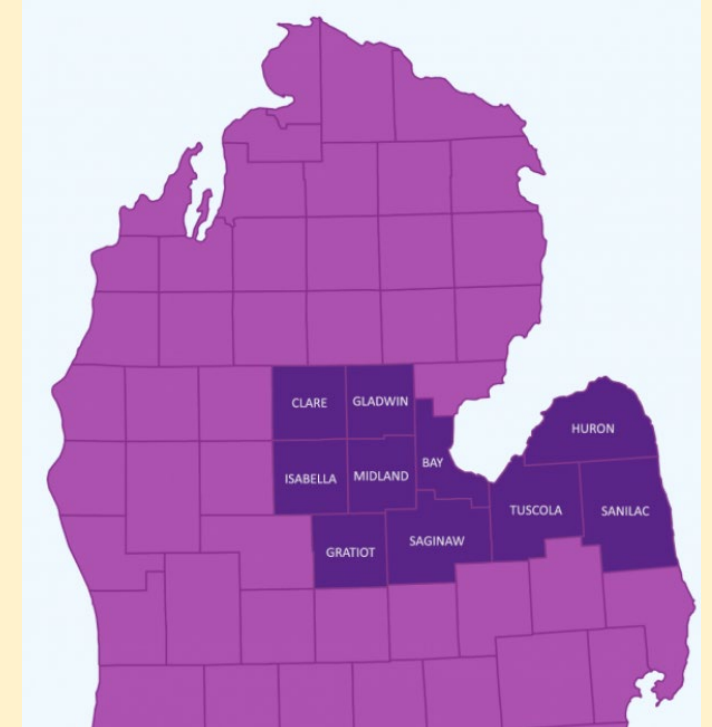 CLARE
GLADWIN
HURON
BAY
ISABELLA
MIDLAND
TUSCOLA
SANILAC
SAGINAW
GRATIOT